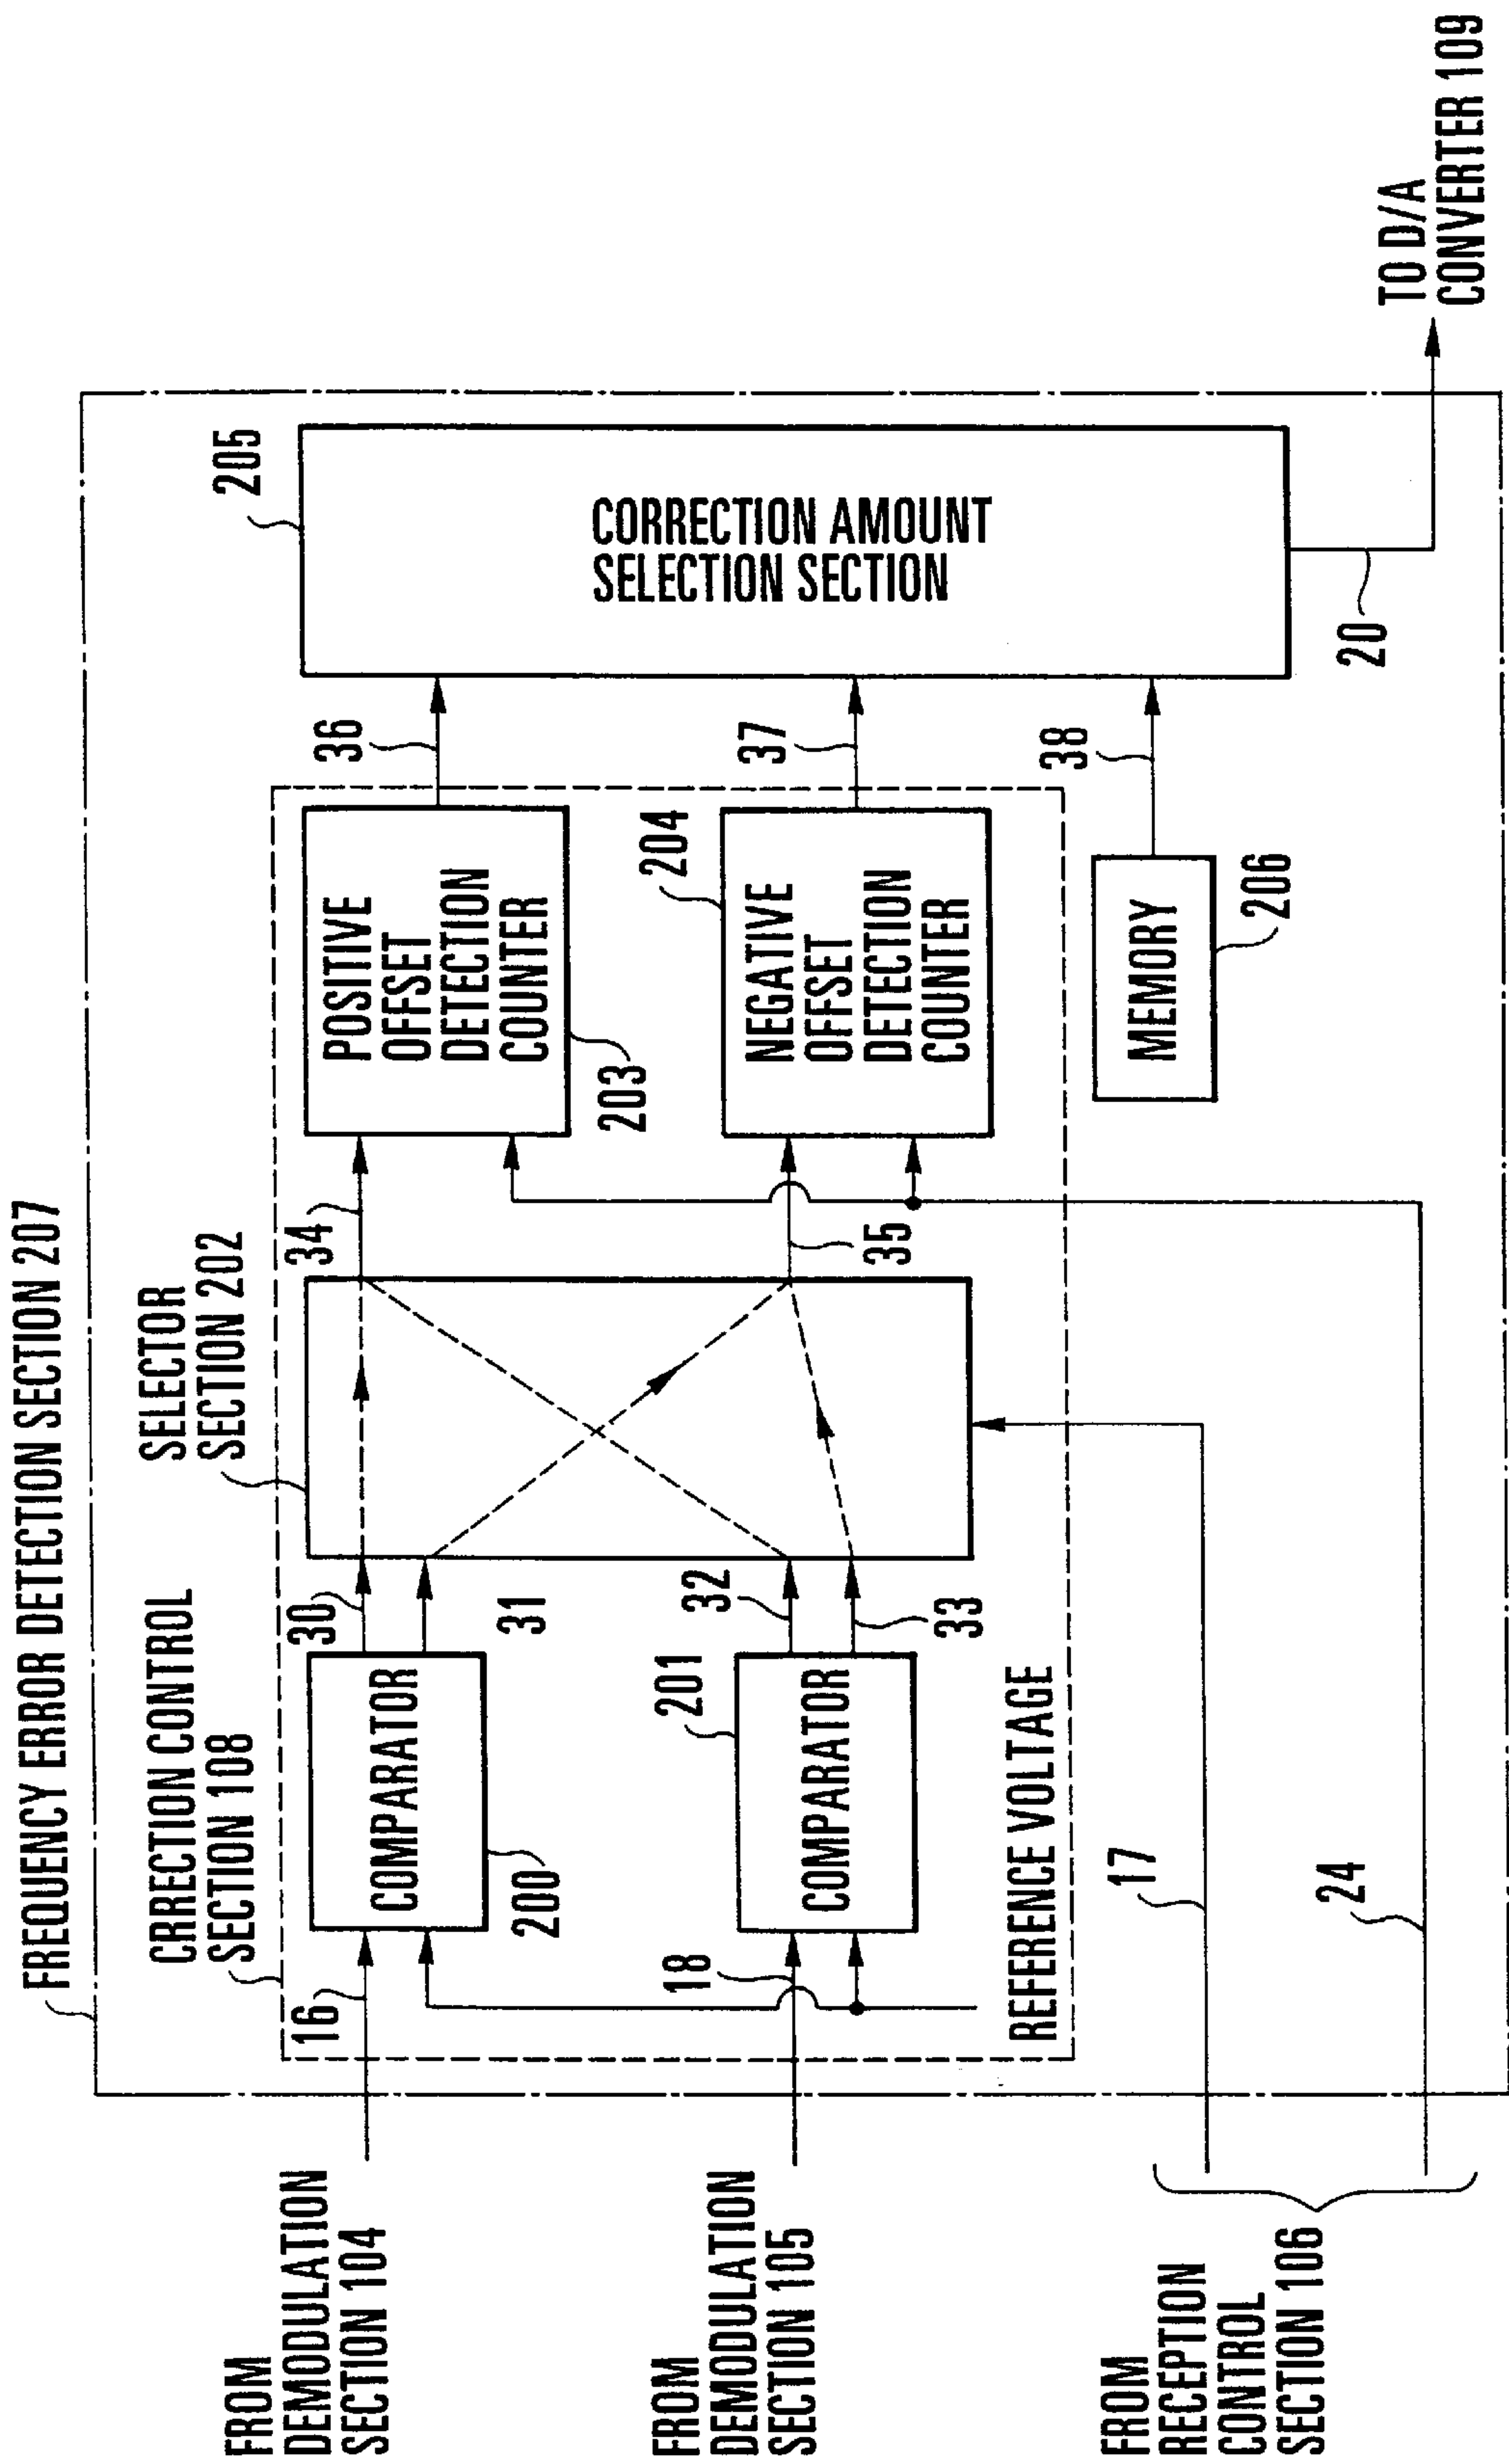 FREQUENCY ERROR DETECTION SECTION 207
CRRECTION CONTROL
SECTION 108
SELECTOR
SECTION 202
205
FROM
DEMODULATION
SECTION 104
16
COMPARATOR
200
30
31
34
POSITIVE
OFFSET
DETECTION
COUNTER
203
36
CORRECTION AMOUNT
SELECTION SECTION
FROM
DEMODULATION
SECTION 105
18
COMPARATOR
201
32
33
35
NEGATIVE
OFFSET
DETECTION
COUNTER
204
37
REFERENCE VOLTAGE
MEMORY
206
38
FROM
RECEPTION
CONTROL
SECTION 106
17
24
20
TO D/A
CONVERTER 109